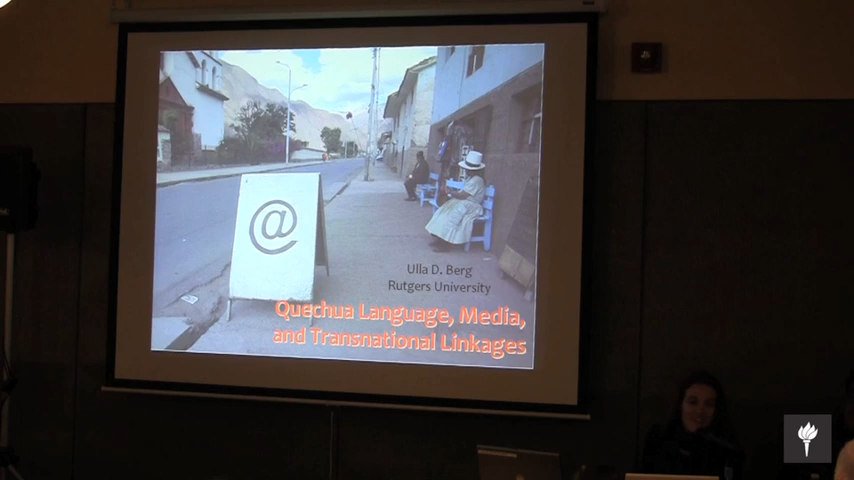 @
Ulla D. Berg
Rutgers University
Quechua Language, Media,
and Transnational Linkages